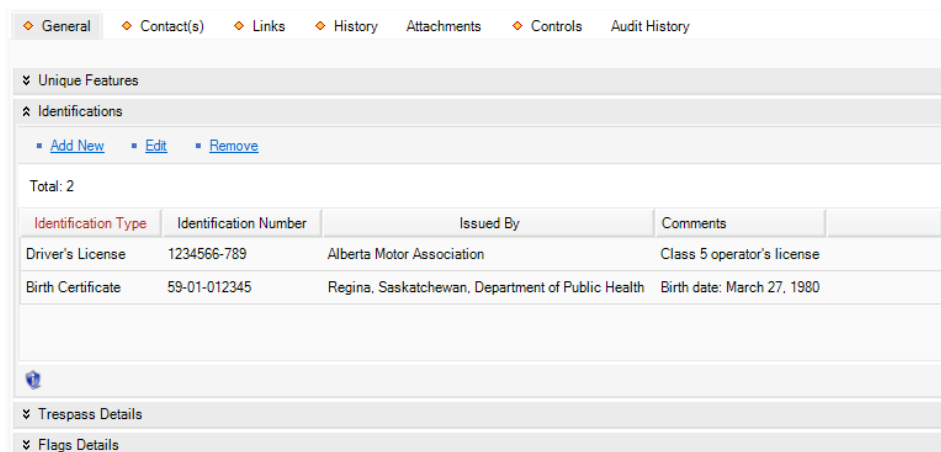 General Contact(s) Links History Attachments Controls Audit History
Unique Features
Identifications
Add New Edit Remove
Total: 2
Identification Type Identification Number Issued By Comments
Driver's License 1234566-789 Alberta Motor Association Class 5 operator's license
Birth Certificate 59-01-012345 Regina, Saskatchewan, Department of Public Health Birth date: March 27, 1980
Trespass Details
Flags Details